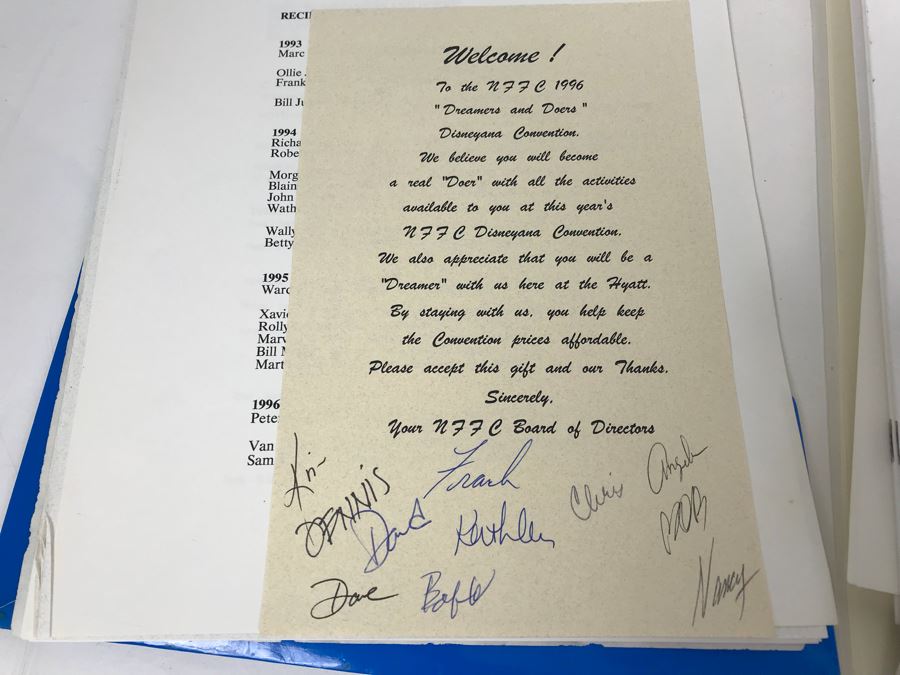 RECI
1993
Marc
Ollie
Frank
Bill Ju
1994
Richa
Robe
Morg
Blain
John
Wath
Wally
Betty
1995
Ward
Xavi
Rolly
Marv
Bill M
Mart
1996
Peter
Van
Sam
Welcome !
To the NFFC 1996
"Dreamers and Doers"
Disneyana Convention.
We believe you will become
a real "Doer" with all the activities
available to you at this year's
NFFC Disneyana Convention.
We also appreciate that you will be a
"Dreamer" with us here at the Hyatt.
By staying with us, you help keep
the Convention prices affordable.
Please accept this gift and our Thanks.
Sincerely,
Your NFFC Board of Directors
Frank
Angela
DENNIS
David
Kathleen
Chris
BOB
Dave
Nancy